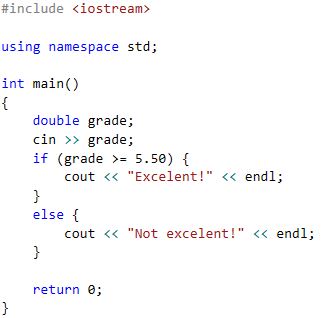 #include <iostream>
using namespace std;
int main()
{
    double grade;
    cin >> grade;
    if (grade >= 5.50) {
        cout << "Excelent!" << endl;
    }
    else {
        cout << "Not excelent!" << endl;
    }
    return 0;
}